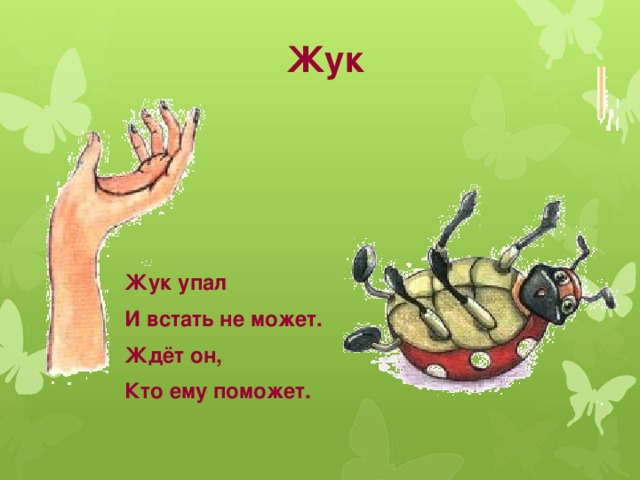 Жук
Жук упал
И встать не может.
Ждёт он,
Кто ему поможет.